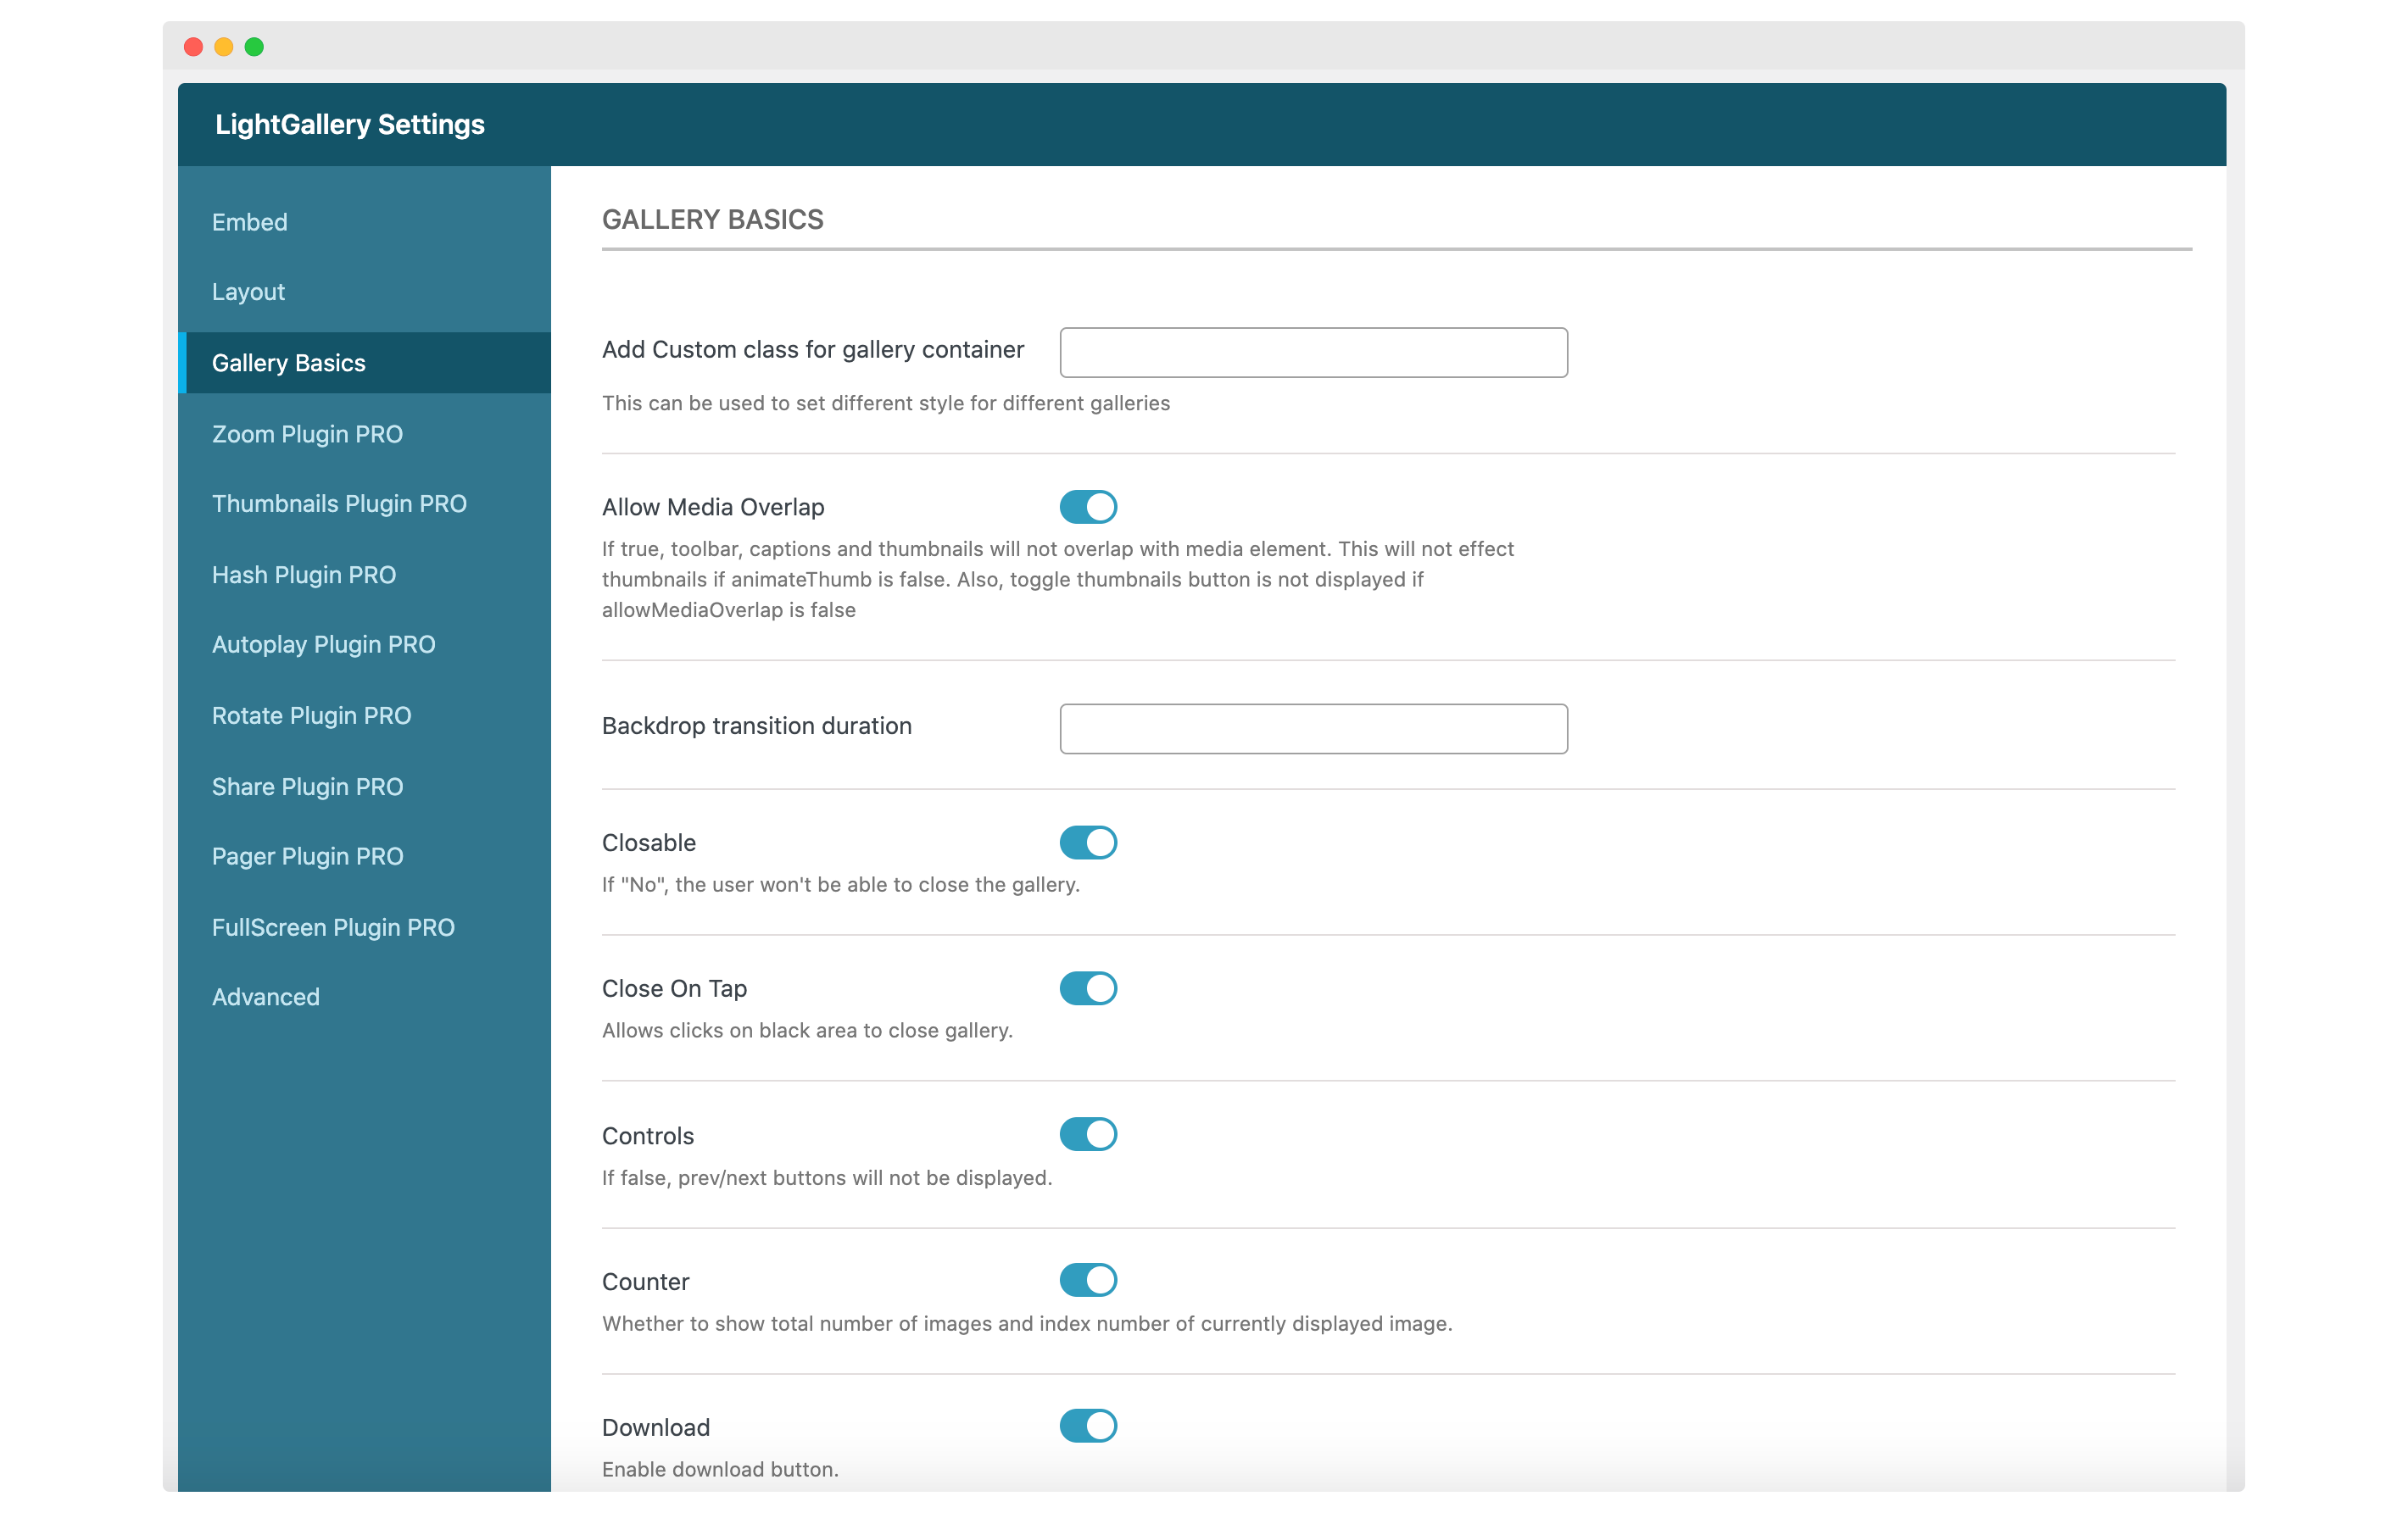 LightGallery Settings
Embed
Layout
Gallery Basics
Zoom Plugin PRO
Thumbnails Plugin PRO
Hash Plugin PRO
Autoplay Plugin PRO
Rotate Plugin PRO
Share Plugin PRO
Pager Plugin PRO
FullScreen Plugin PRO
Advanced
GALLERY BASICS
Add Custom class for gallery container
This can be used to set different style for different galleries
Allow Media Overlap
If true, toolbar, captions and thumbnails will not overlap with media element. This will not effect
thumbnails if animateThumb is false. Also, toggle thumbnails button is not displayed if
allowMediaOverlap is false
Backdrop transition duration
Closable
If "No", the user won't be able to close the gallery.
Close On Tap
Allows clicks on black area to close gallery.
Controls
If false, prev/next buttons will not be displayed.
Counter
Whether to show total number of images and index number of currently displayed image.
Download
Enable download button.